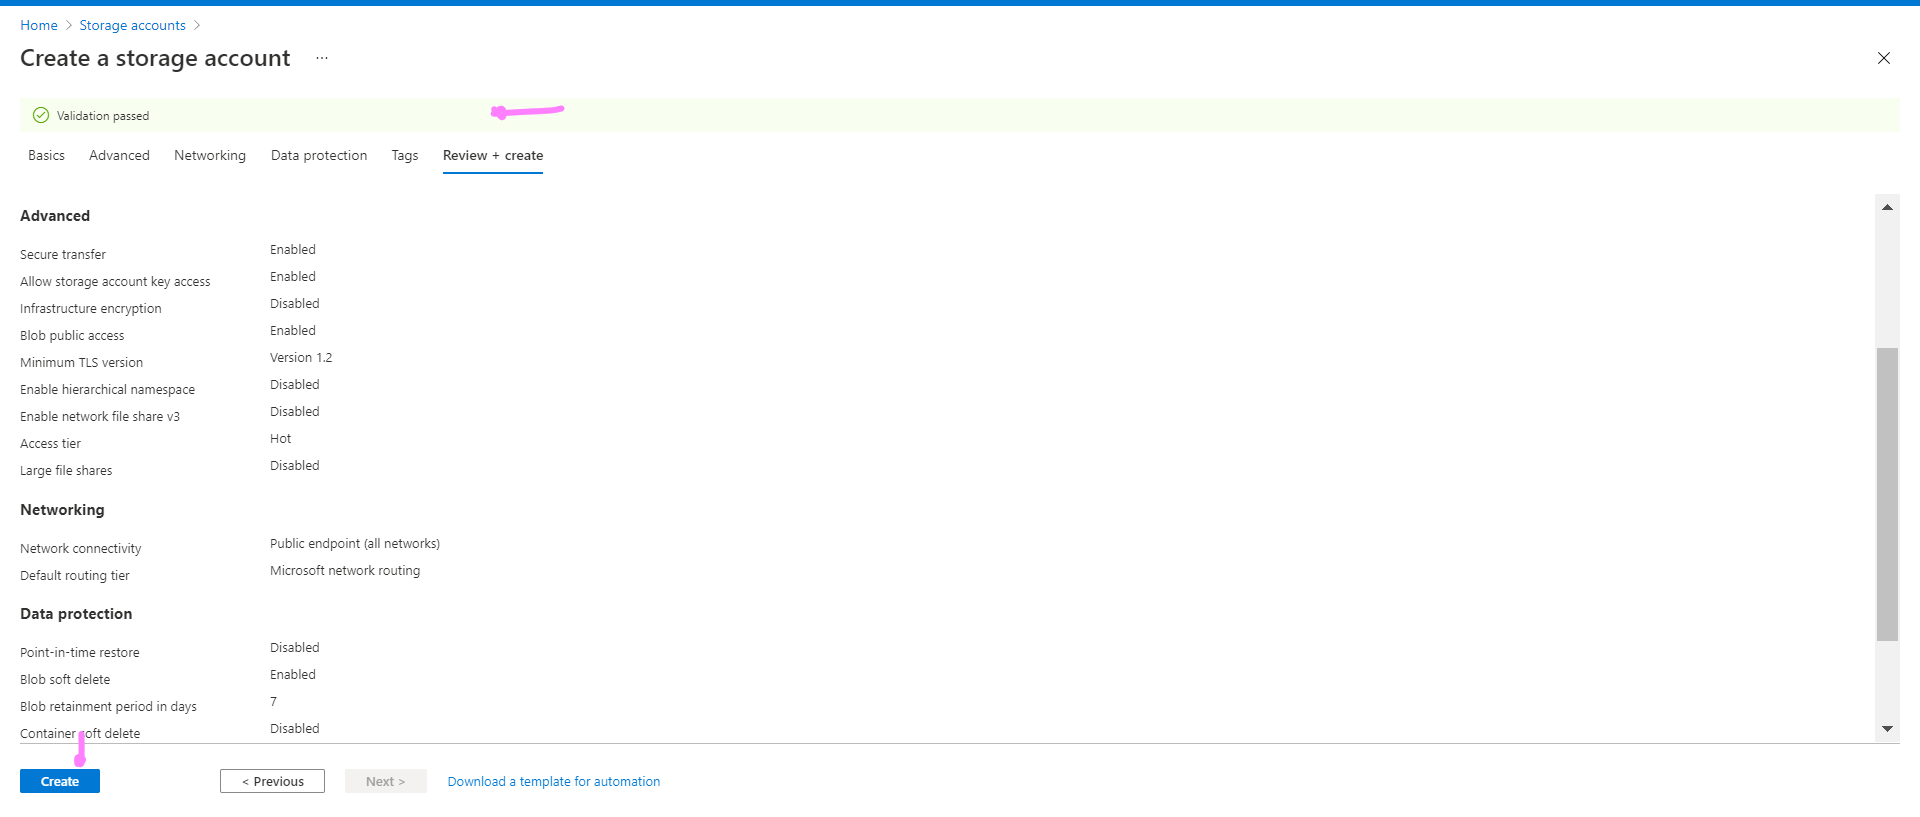 Home > Storage accounts >
Create a storage account ...
Validation passed
Basics Advanced Networking Data protection Tags Review + create
Advanced
Secure transfer Enabled
Allow storage account key access Enabled
Infrastructure encryption Disabled
Blob public access Enabled
Minimum TLS version Version 1.2
Enable hierarchical namespace Disabled
Enable network file share v3 Disabled
Access tier Hot
Large file shares Disabled
Networking
Network connectivity Public endpoint (all networks)
Default routing tier Microsoft network routing
Data protection
Point-in-time restore Disabled
Blob soft delete Enabled
Blob retainment period in days 7
Container soft delete Disabled
Create < Previous Next > Download a template for automation